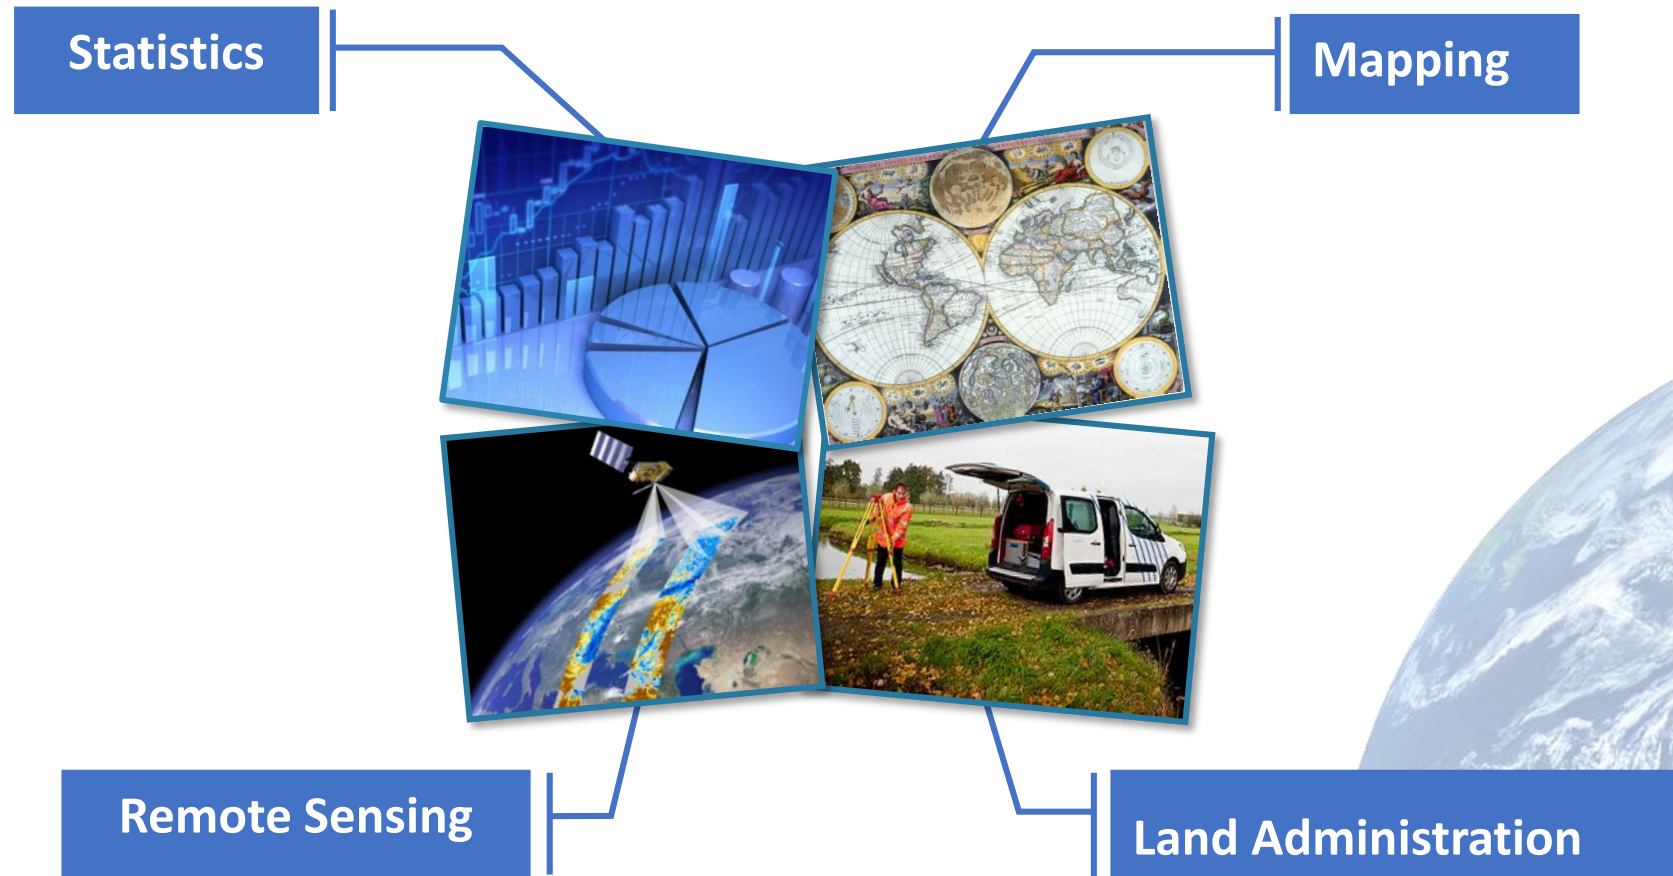 Statistics
Mapping
Remote Sensing
Land Administration